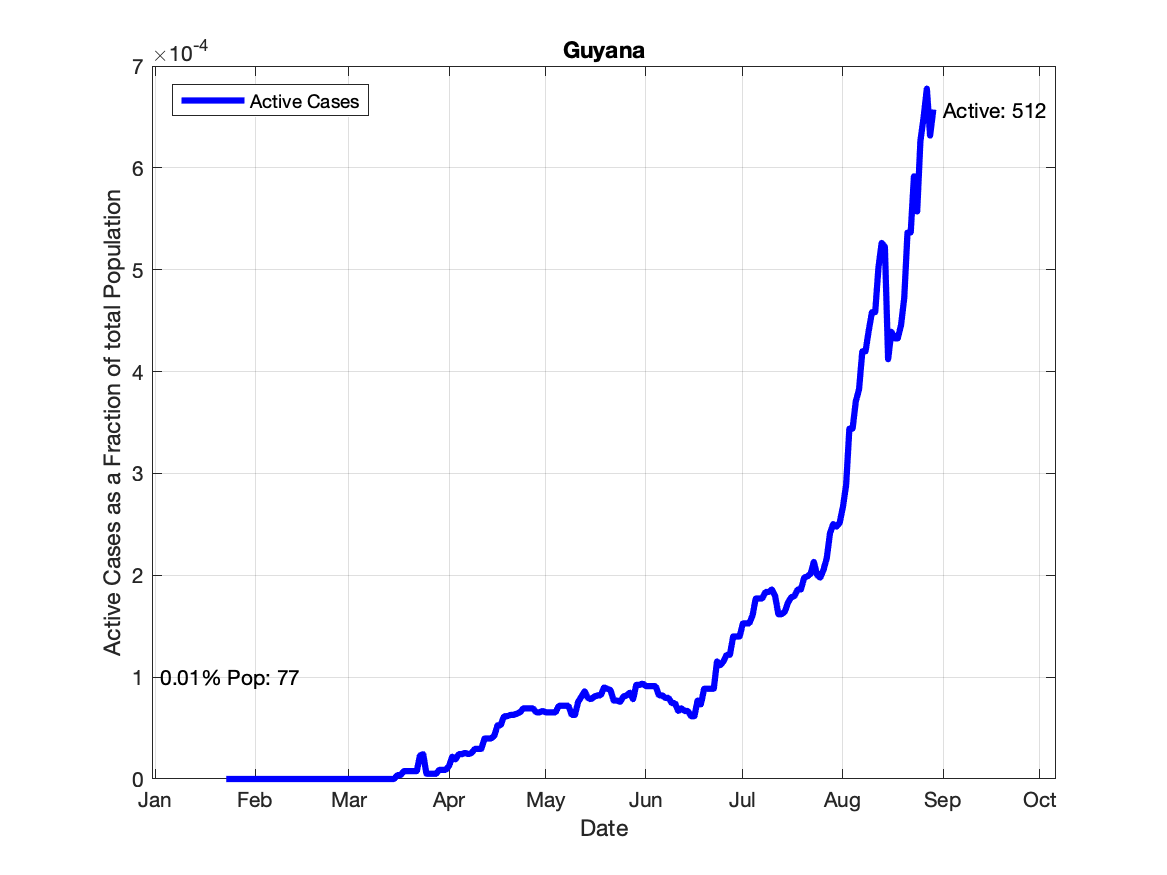 Guyana
×10-4
7
6
5
4
3
2
1
0
Active Cases
Active: 512
0.01% Pop: 77
Active Cases as a Fraction of total Population
Jan Feb Mar Apr May Jun Jul Aug Sep Oct
Date